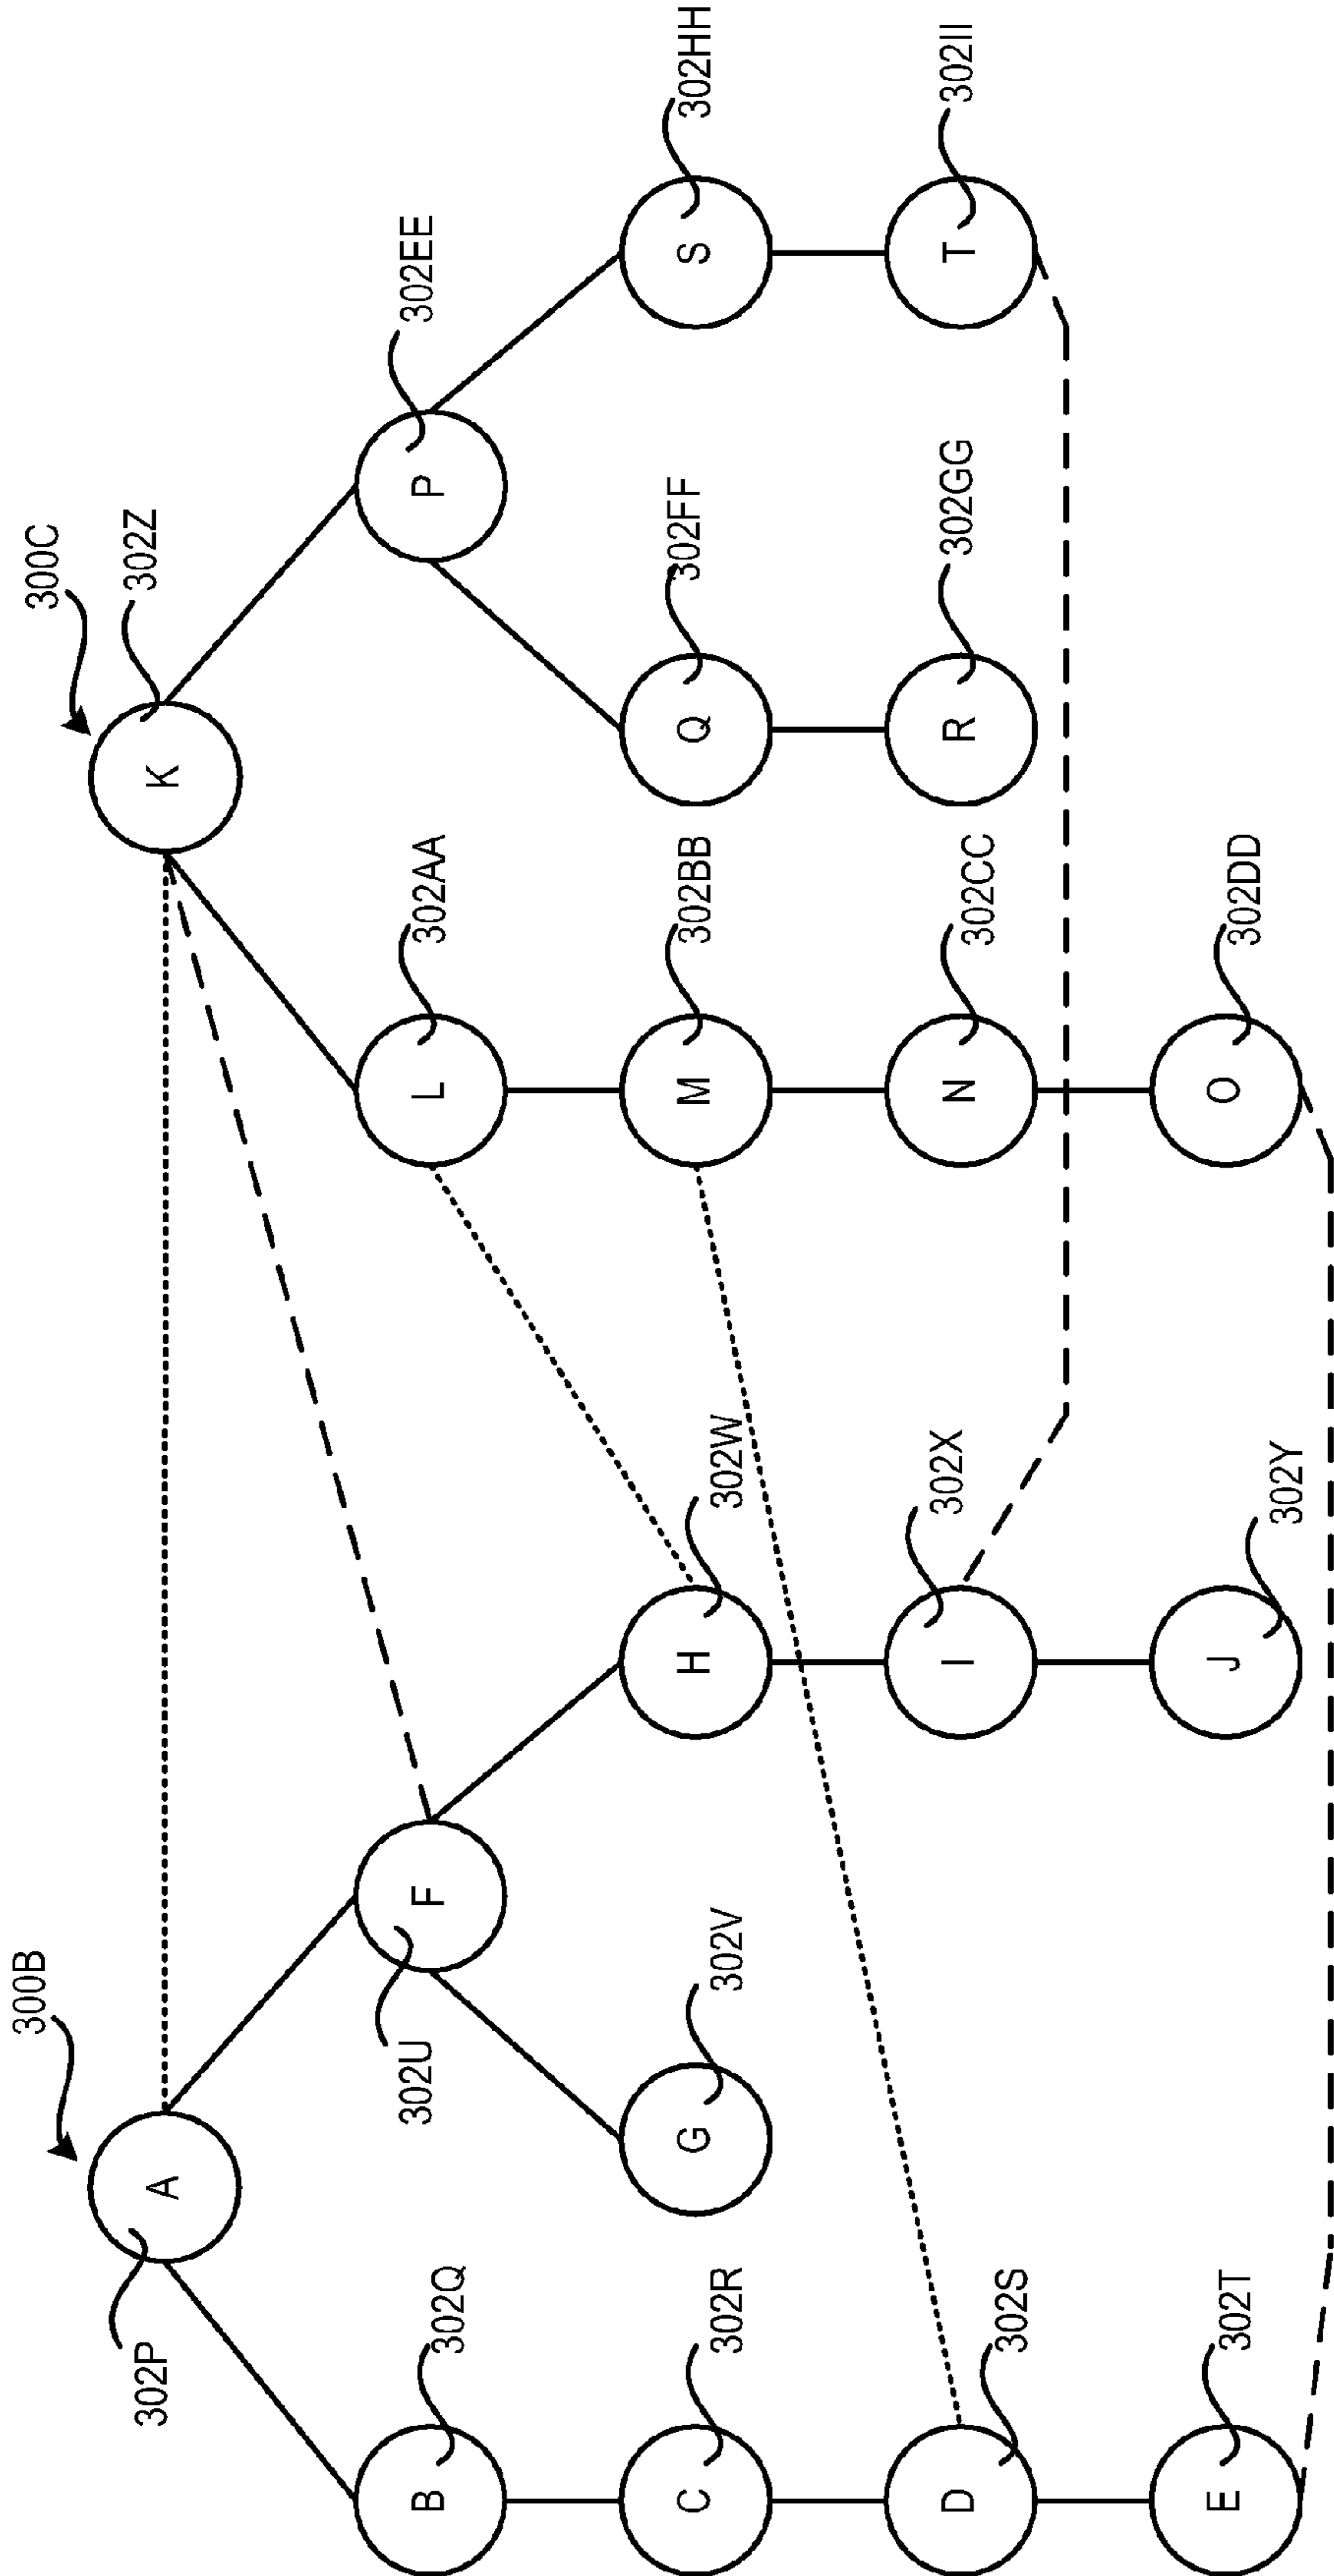 300B
300C
A
302P
K
302Z
B
302Q
F
302U
L
302AA
P
302EE
C
302R
G
302V
H
302W
M
302BB
Q
302FF
S
302HH
D
302S
I
302X
N
302CC
R
302GG
T
302II
E
302T
J
302Y
O
302DD